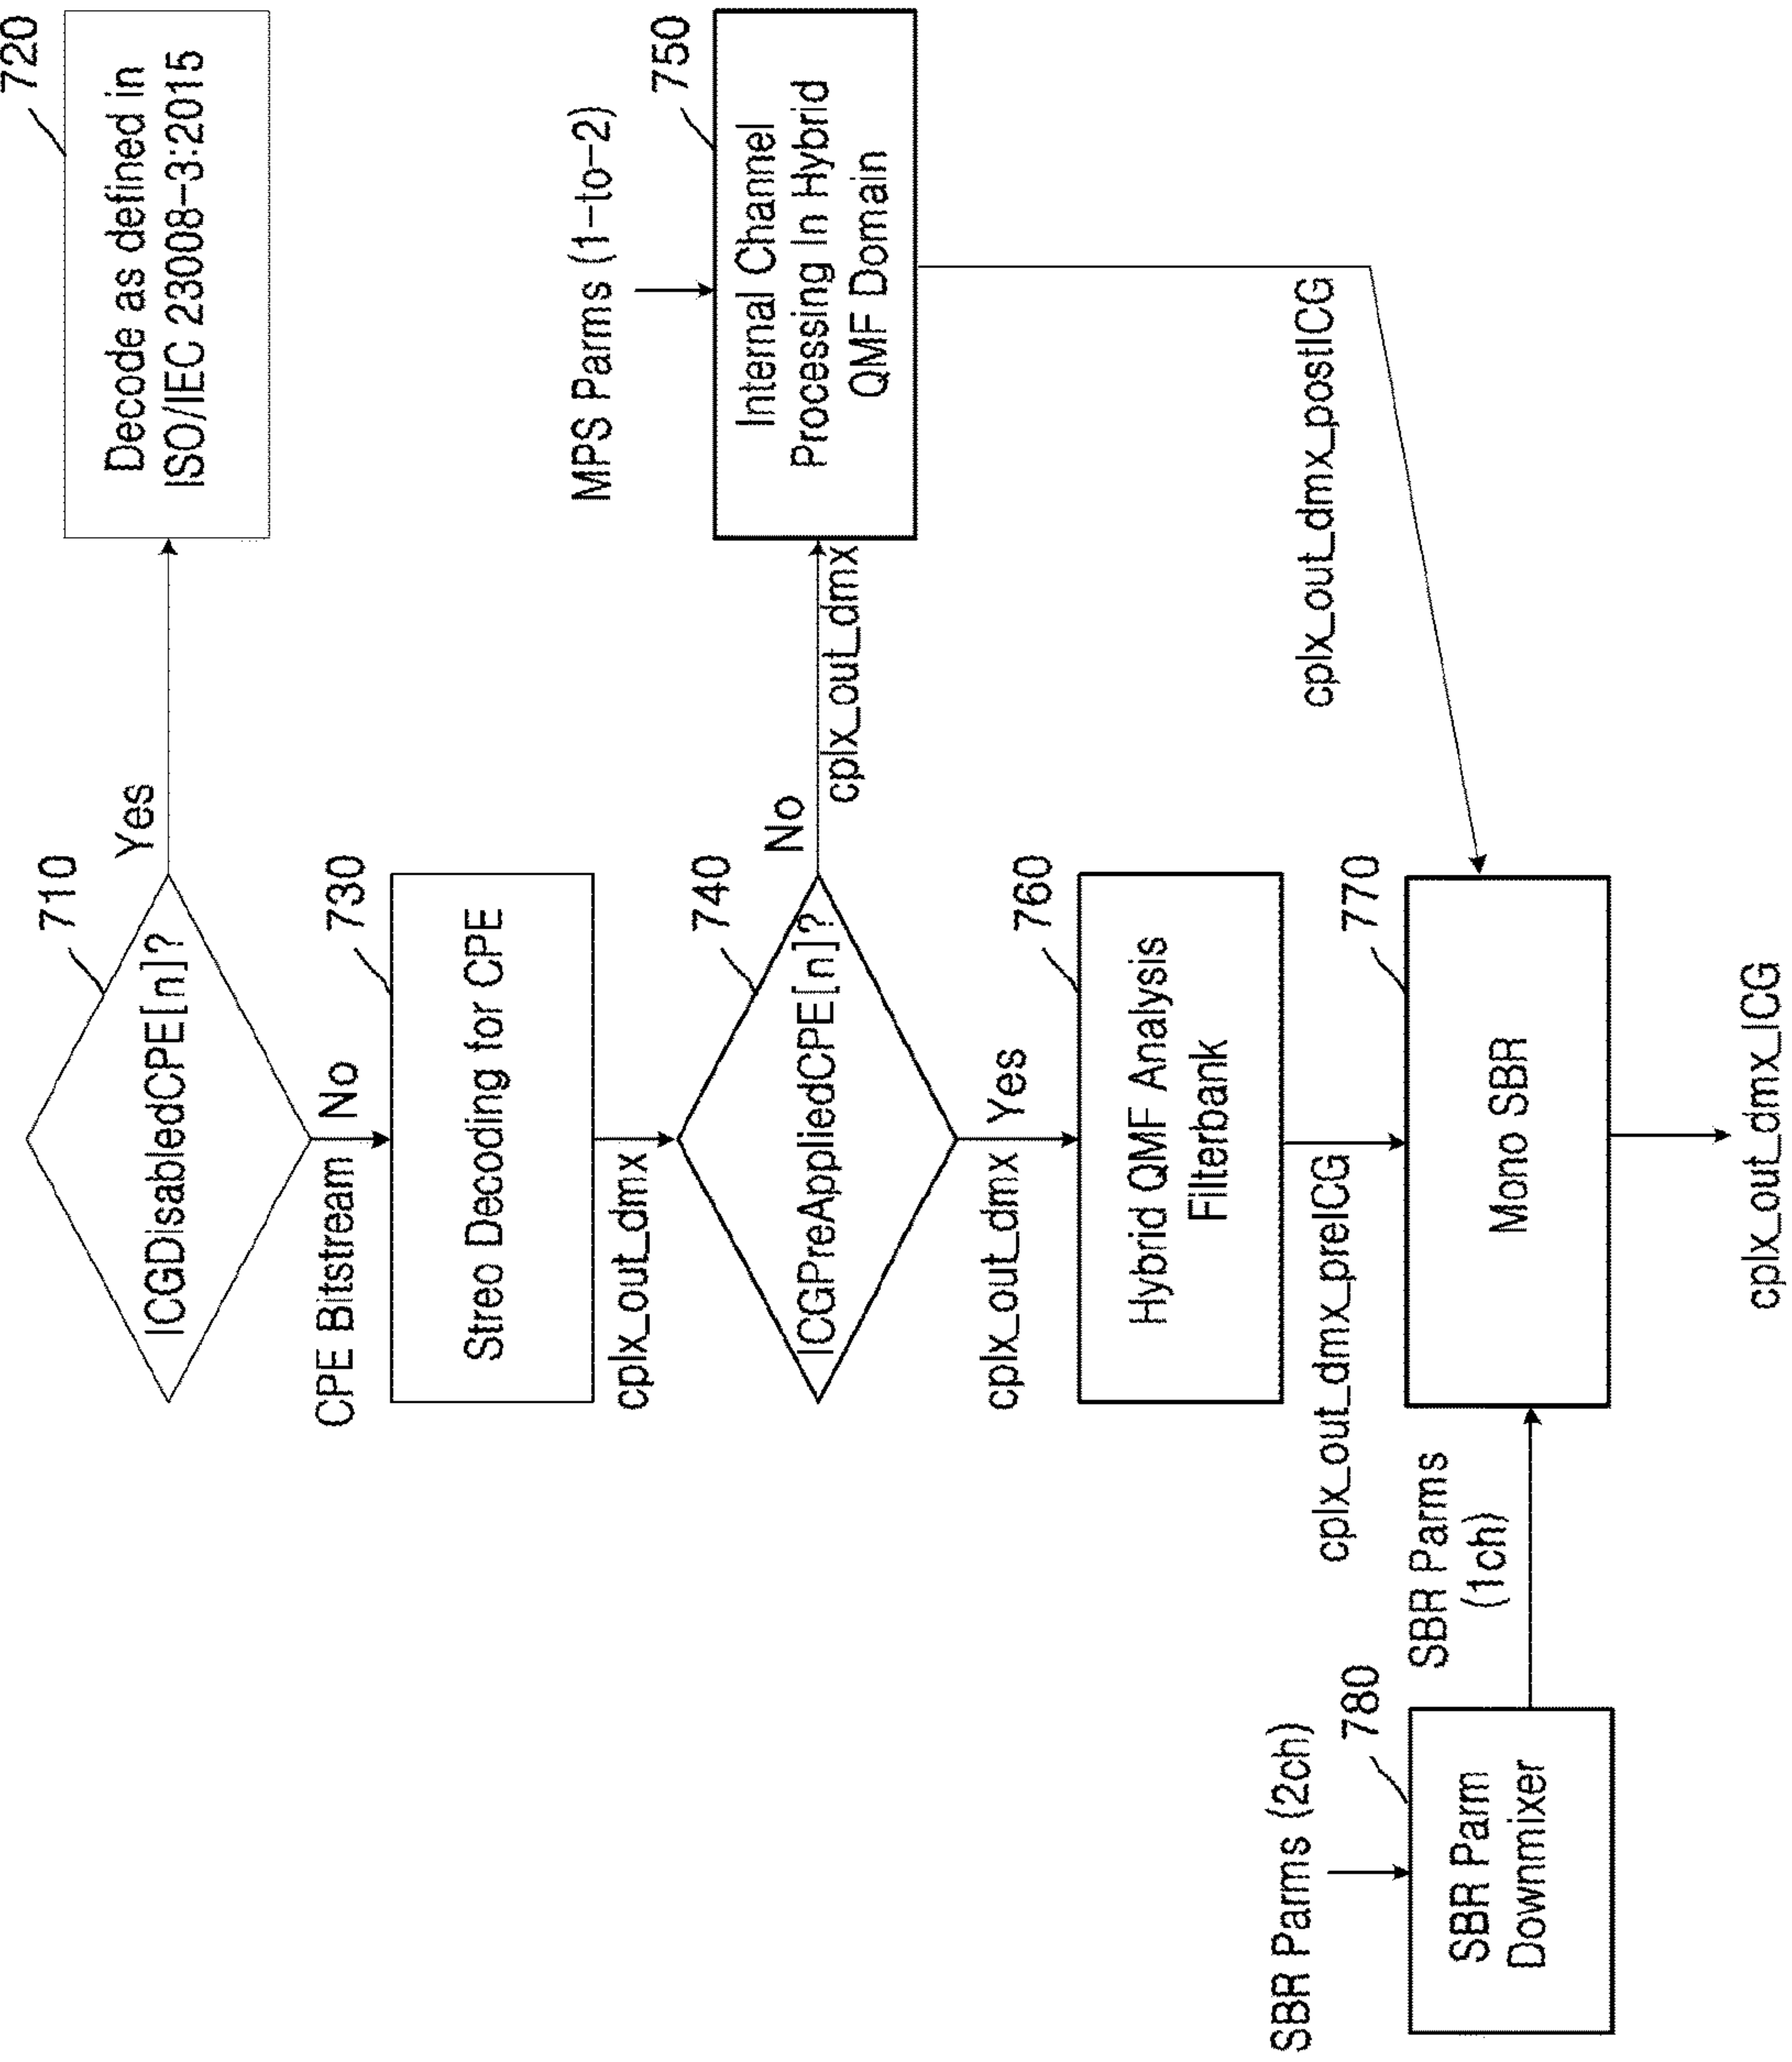 710
ICGDisabledCPE[n]?
Yes
720
Decode as defined in
ISO/IEC 23008-3:2015
CPE Bitstream
No
730
Streo Decoding for CPE
cplx_out_dmx
740
ICGPreAppliedCPE[n]?
No
cplx_out_dmx
MPS Parms (1-to-2)
750
Internal Channel
Processing In Hybrid
QMF Domain
cplx_out_dmx
Yes
760
Hybrid QMF Analysis
Filterbank
cplx_out_dmx_preICG
cplx_out_dmx_postICG
SBR Parms (2ch)
780
SBR Parm
Downmixer
SBR Parms
(1ch)
770
Mono SBR
cplx_out_dmx_ICG